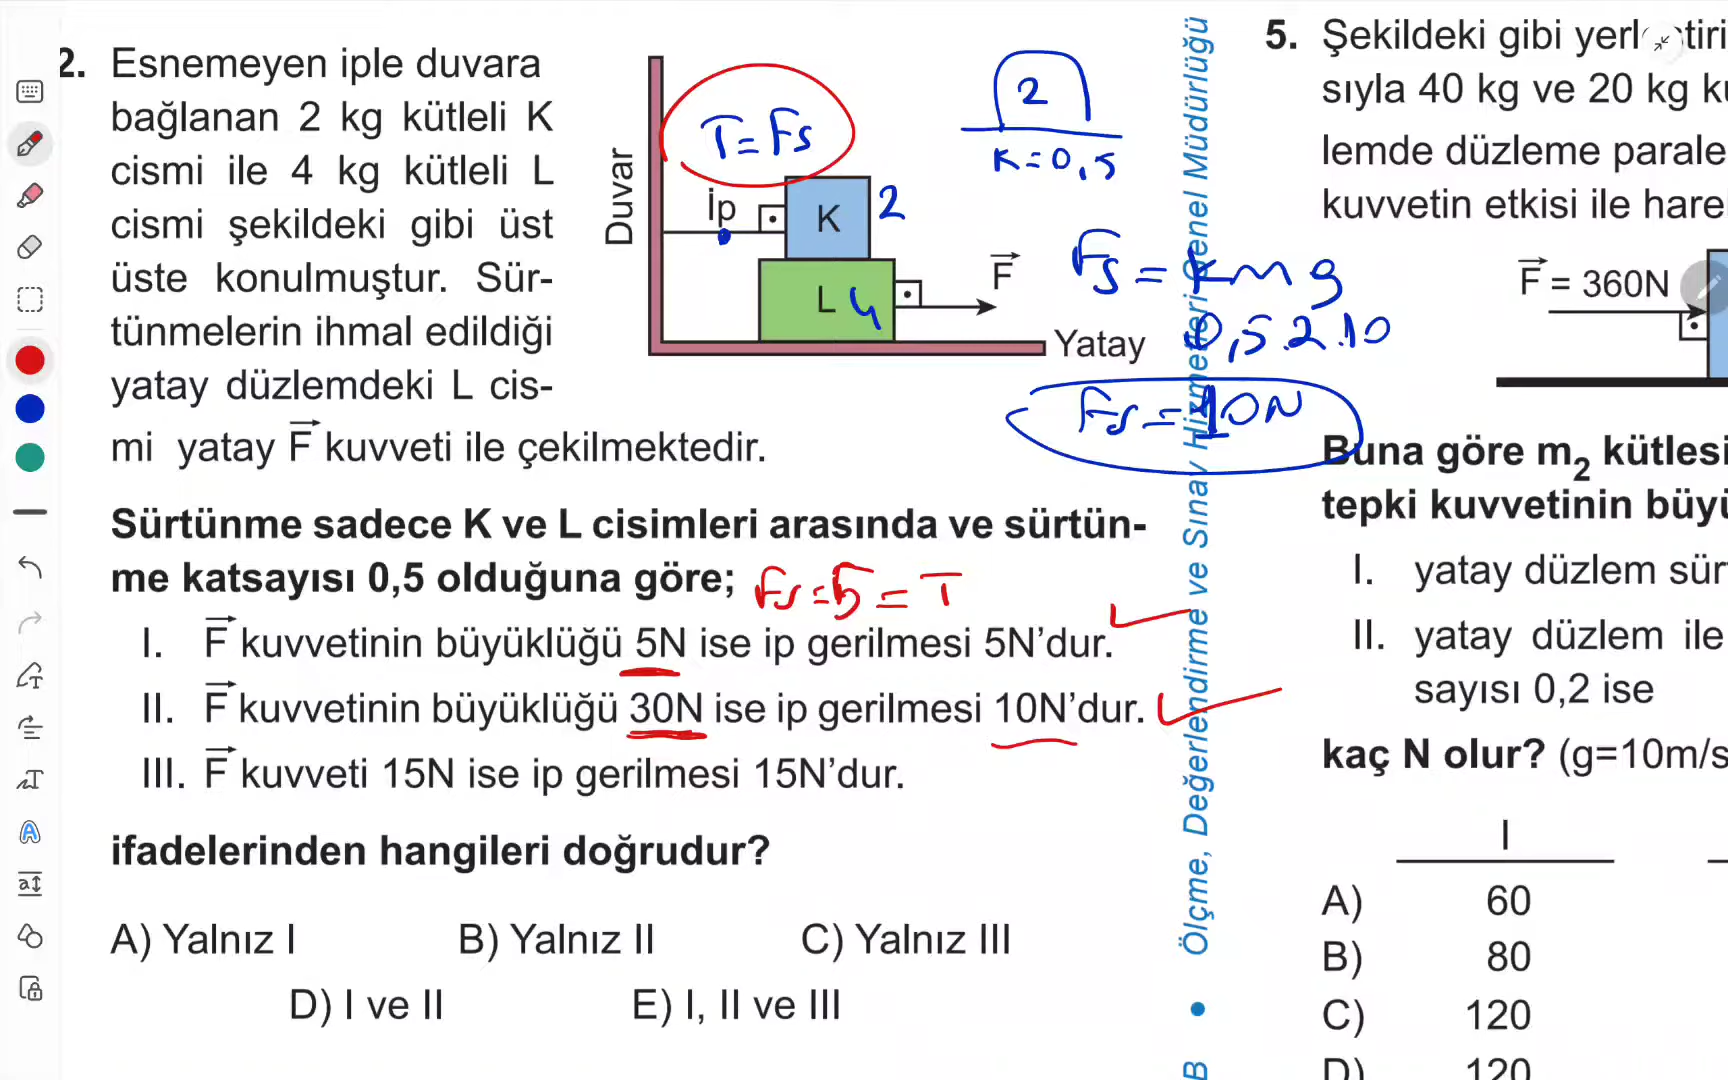 2. Esnemeyen iple duvara
bağlanan 2 kg kütleli K
cismi ile 4 kg kütleli L
cismi şekildeki gibi üst
üste konulmuştur. Sür-
tünmelerin ihmal edildiği
yatay düzlemdeki L cis-
mi yatay F kuvveti ile çekilmektedir.
Duvar
T=Fs
İp
K
2
L
4
F
Yatay
2
K=0,5
Fs=kmg
0,5.2.10
Fs=10N
Sürtünme sadece K ve L cisimleri arasında ve sürtün-
me katsayısı 0,5 olduğuna göre;
Fs=5=T
I. F kuvvetinin büyüklüğü 5N ise ip gerilmesi 5N'dur.
II. F kuvvetinin büyüklüğü 30N ise ip gerilmesi 10N'dur.
III. F kuvveti 15N ise ip gerilmesi 15N'dur.
ifadelerinden hangileri doğrudur?
A) Yalnız I B) Yalnız II C) Yalnız III
D) I ve II E) I, II ve III
B • Ölçme, Değerlendirme ve Sınav Hizmetleri Genel Müdürlüğü
5. Şekildeki gibi
sıyla 40 kg ve 20 kg
lemde düzleme
kuvvetin etkisi ile
F = 360N
Buna göre m2 kütlesi
tepki kuvvetinin
I. yatay düzlem
II. yatay düzlem ile
sayısı 0,2 ise
kaç N olur? (g=10m/s
I
A) 60
B) 80
C) 120
D) 120